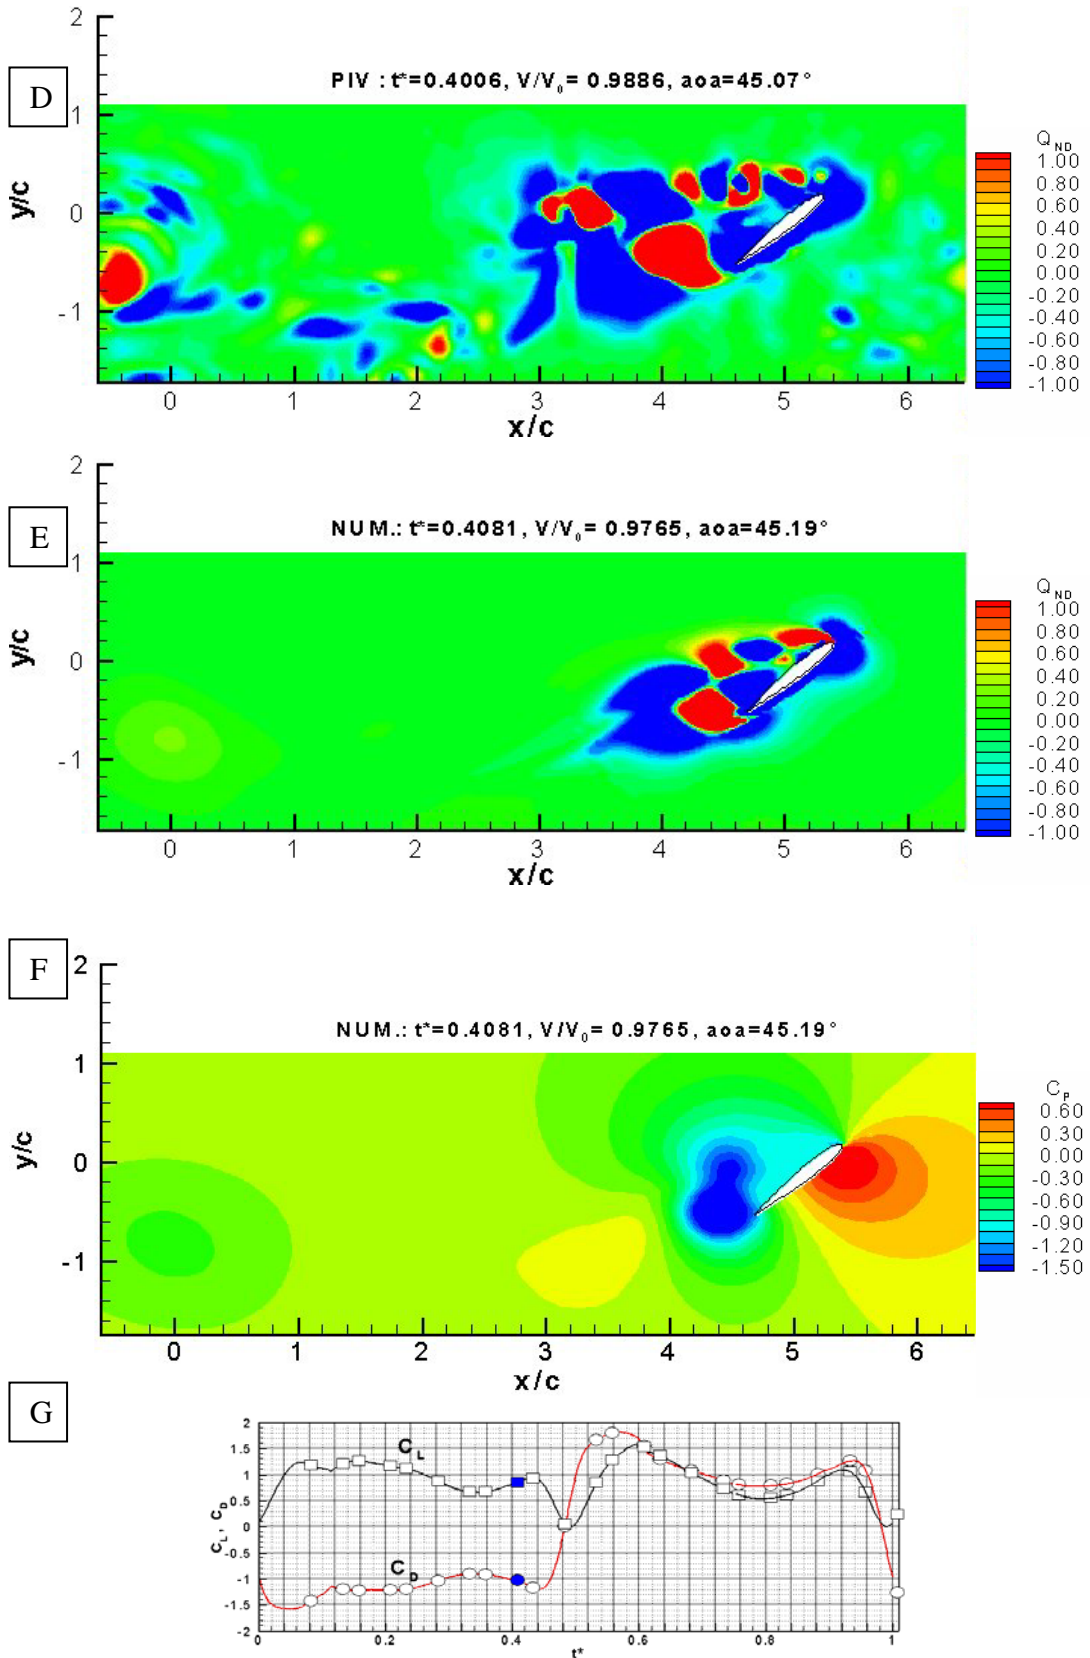 D
2
1
0
-1
y/c
PIV : t*=0.4006, V/V₀= 0.9886, aoa=45.07°
0 1 2 3 4 5 6
x/c
Q ND
1.00
0.80
0.60
0.40
0.20
0.00
-0.20
-0.40
-0.60
-0.80
-1.00
E
2
1
0
-1
y/c
NUM.: t*=0.4081, V/V₀= 0.9765, aoa=45.19°
0 1 2 3 4 5 6
x/c
Q ND
1.00
0.80
0.60
0.40
0.20
0.00
-0.20
-0.40
-0.60
-0.80
-1.00
F
2
1
0
-1
y/c
NUM.: t*=0.4081, V/V₀= 0.9765, aoa=45.19°
0 1 2 3 4 5 6
x/c
C P
0.60
0.30
0.00
-0.30
-0.60
-0.90
-1.20
-1.50
G
2
1.5
1
0.5
0
-0.5
-1
-1.5
-2
C L , C D
C L
C D
0 0.2 0.4 0.6 0.8 1
t*